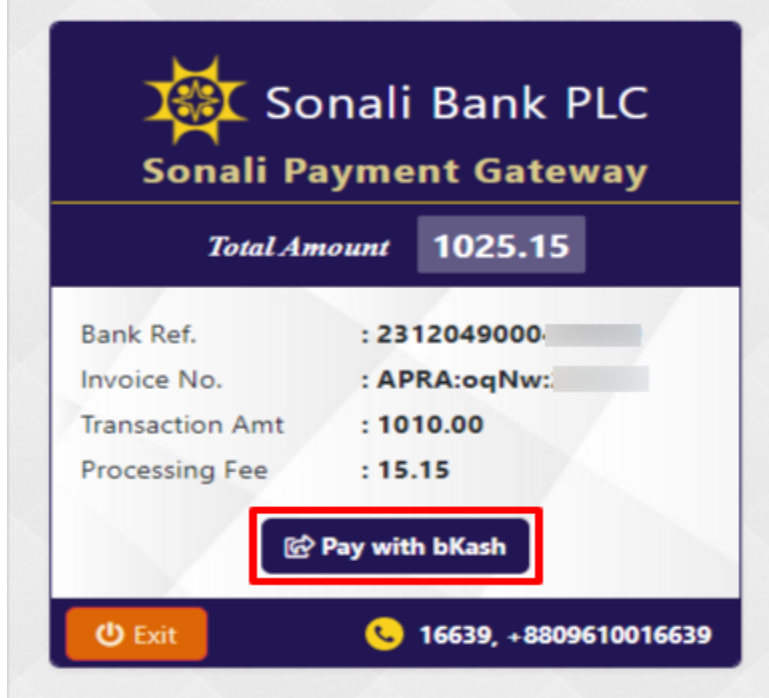 Sonali Bank PLC
Sonali Payment Gateway
Total Amount 1025.15
Bank Ref. : 2312049000
Invoice No. : APRA:oqNw:
Transaction Amt : 1010.00
Processing Fee : 15.15
Pay with bKash
Exit 16639, +8809610016639